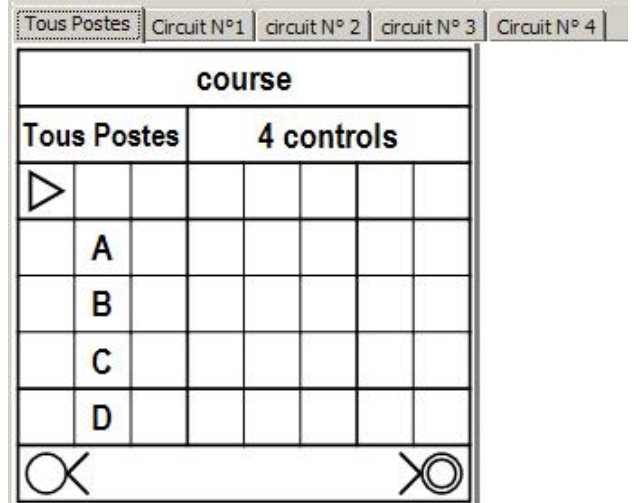 Tous Postes Circuit N°1 circuit N° 2 circuit N° 3 Circuit N° 4
course
Tous Postes 4 controls
A
B
C
D